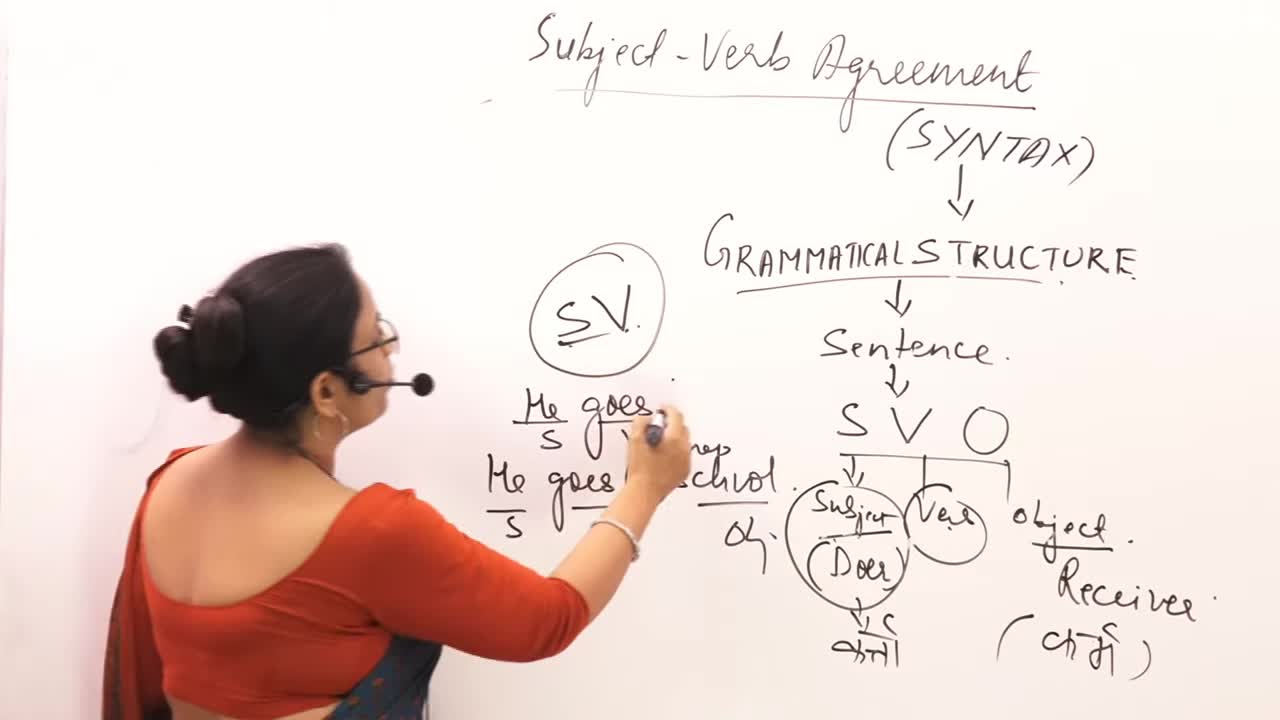 Subject-Verb Agreement
(SYNTAX)
GRAMMATICAL STRUCTURE
Sentence.
S V O
Subject Verb object.
(Doer) Receiver.
कर्ता (कर्म)
SV.
He goes.
S
He goes school.
S Obj.